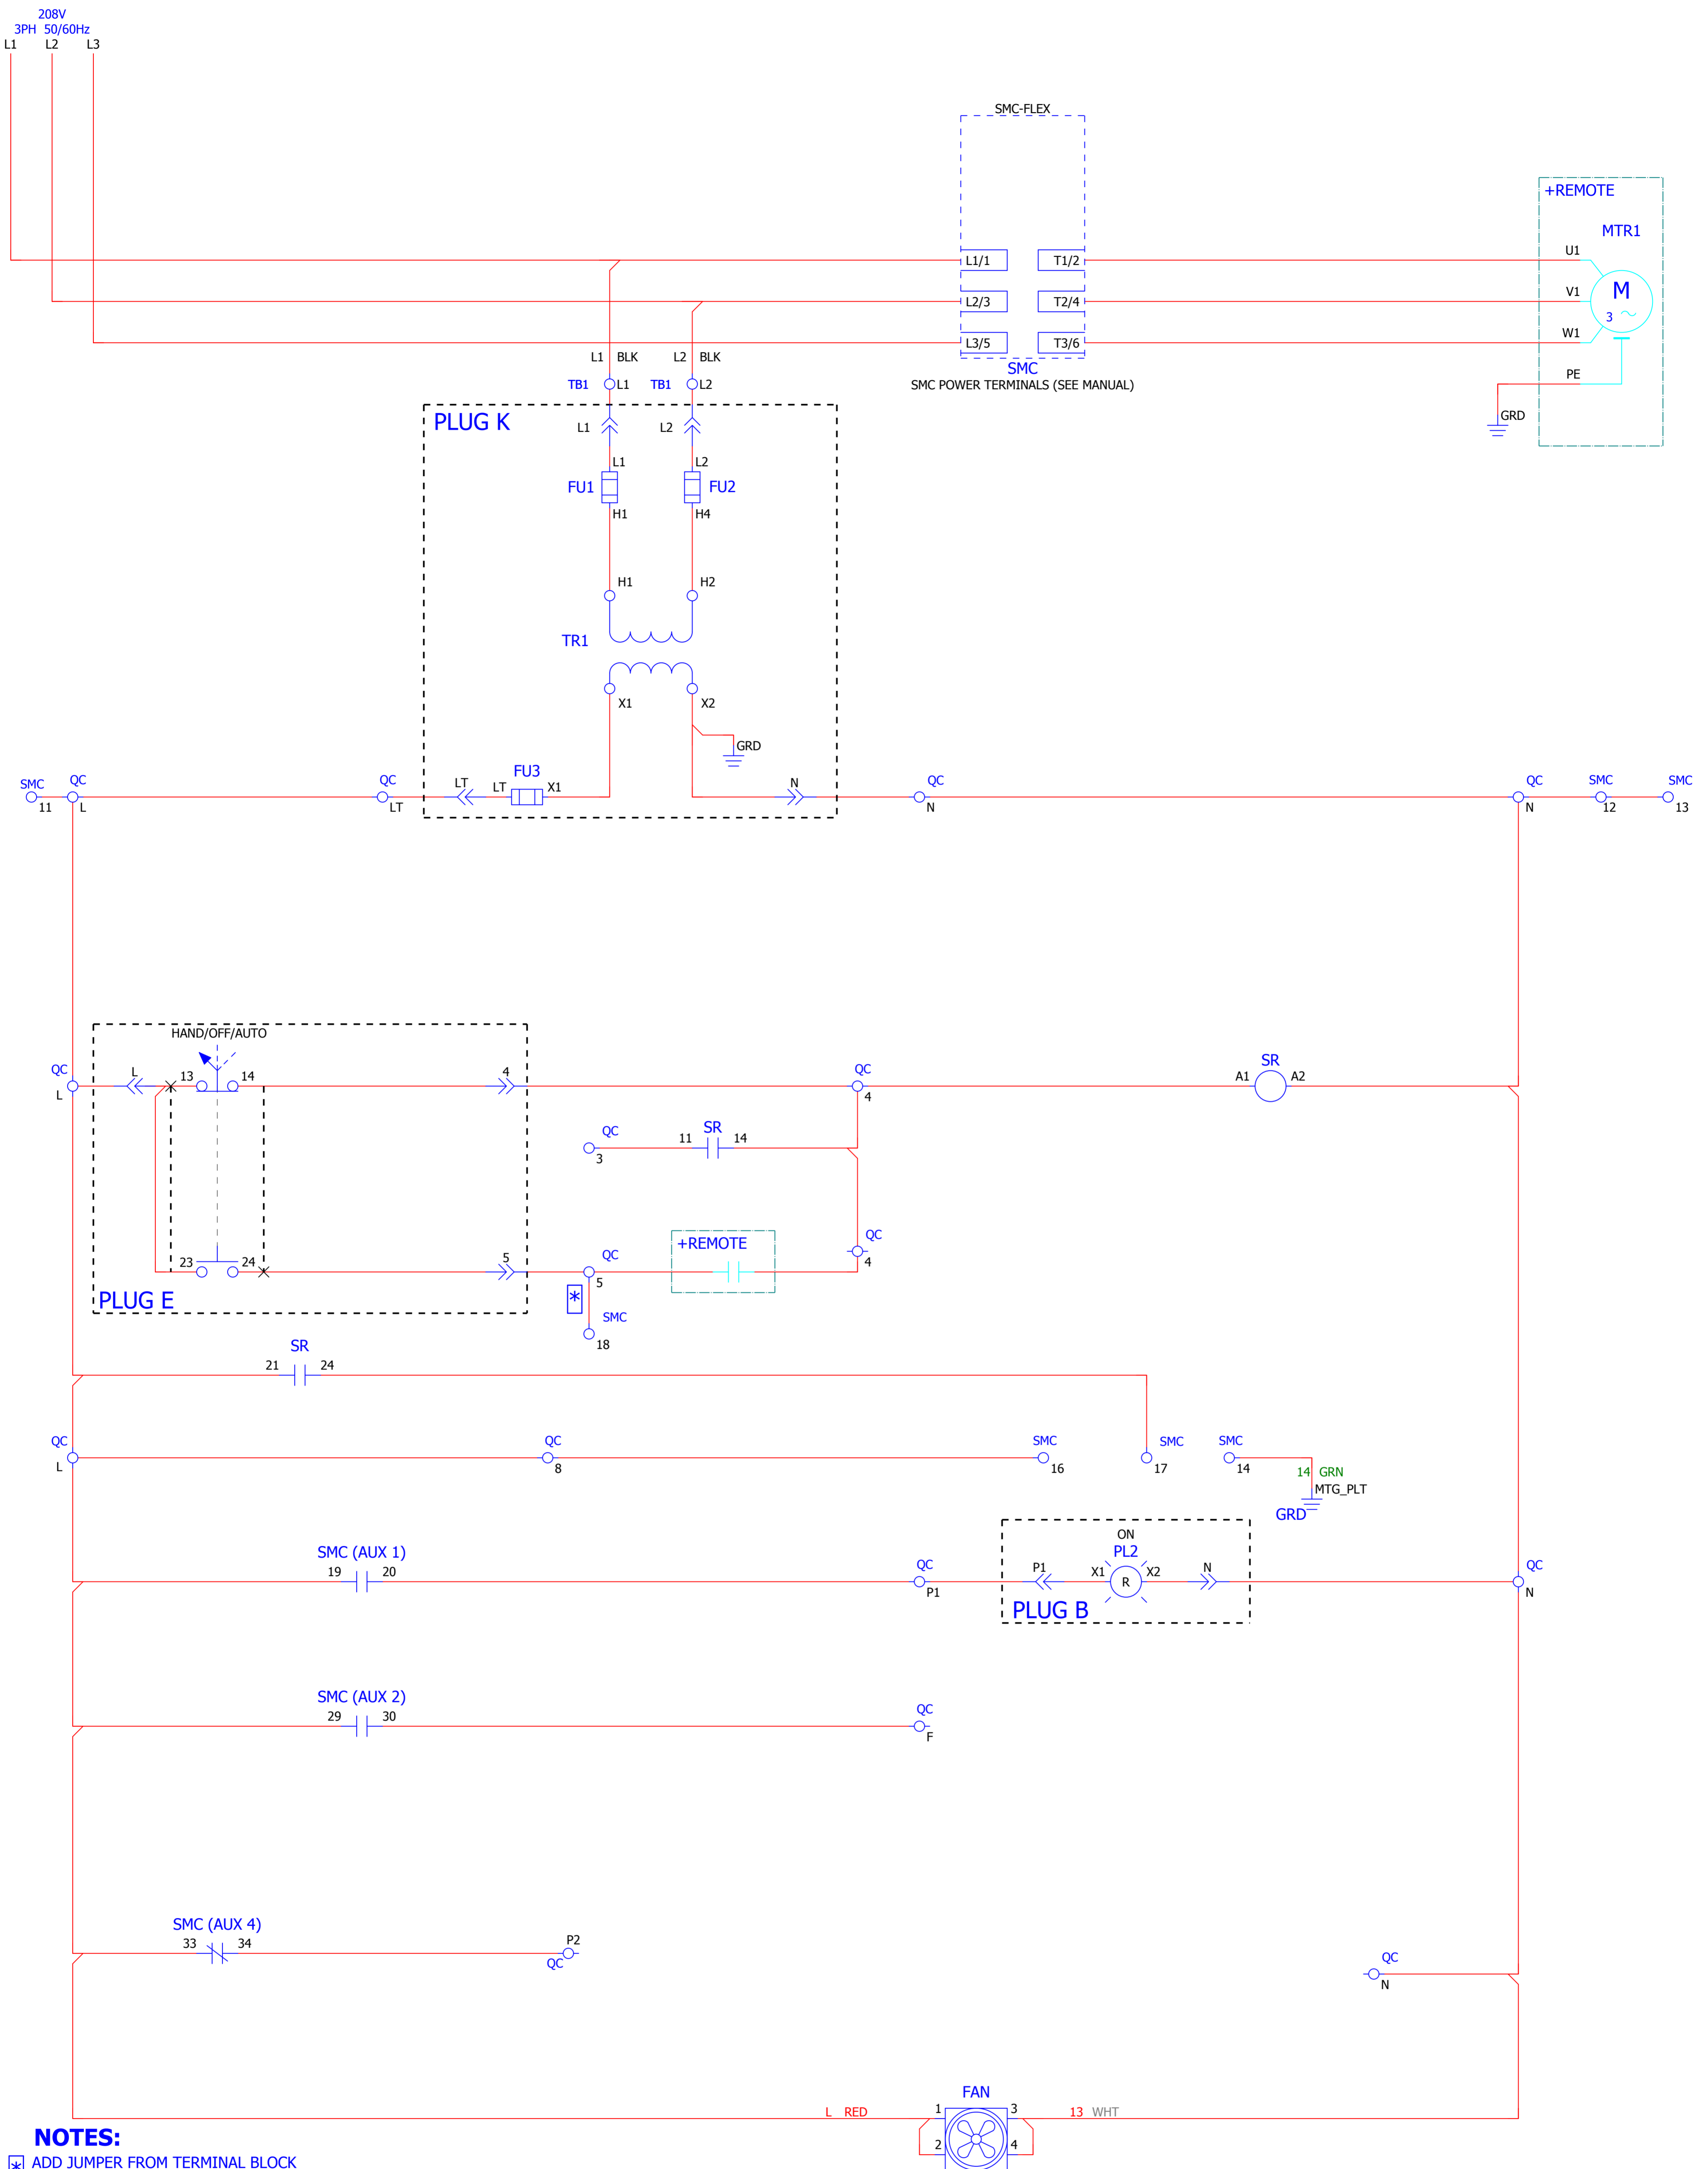 208V
3PH 50/60Hz
L1 L2 L3
SMC-FLEX
+REMOTE
MTR1
U1
L1/1 T1/2
M
3
V1
L2/3 T2/4
W1
L3/5 T3/6
L1 BLK L2 BLK
SMC
SMC POWER TERMINALS (SEE MANUAL)
PE
TB1 L1 TB1 L2
GRD
PLUG K
L1 L2
L1 L2
FU1 FU2
H1 H4
H1 H2
TR1
X1 X2
GRD
SMC QC QC LT LT FU3 X1 N QC QC SMC SMC
11 L LT N N 12 13
HAND/OFF/AUTO
QC L 13 14 4 QC SR
L 4 A1 A2
QC 11 SR 14
3
+REMOTE QC
4
23 24 5 QC
5
PLUG E
* SMC
18
SR
21 24
QC QC SMC SMC SMC
L 8 16 17 14
14 GRN
MTG_PLT
GRD
ON
SMC (AUX 1) PL2
19 20 QC P1 X1 R X2 N QC
P1 N
PLUG B
SMC (AUX 2)
29 30 QC
F
SMC (AUX 4)
33 34 P2
QC
QC
N
FAN
L RED 1 3 13 WHT
2 4
NOTES:
* ADD JUMPER FROM TERMINAL BLOCK